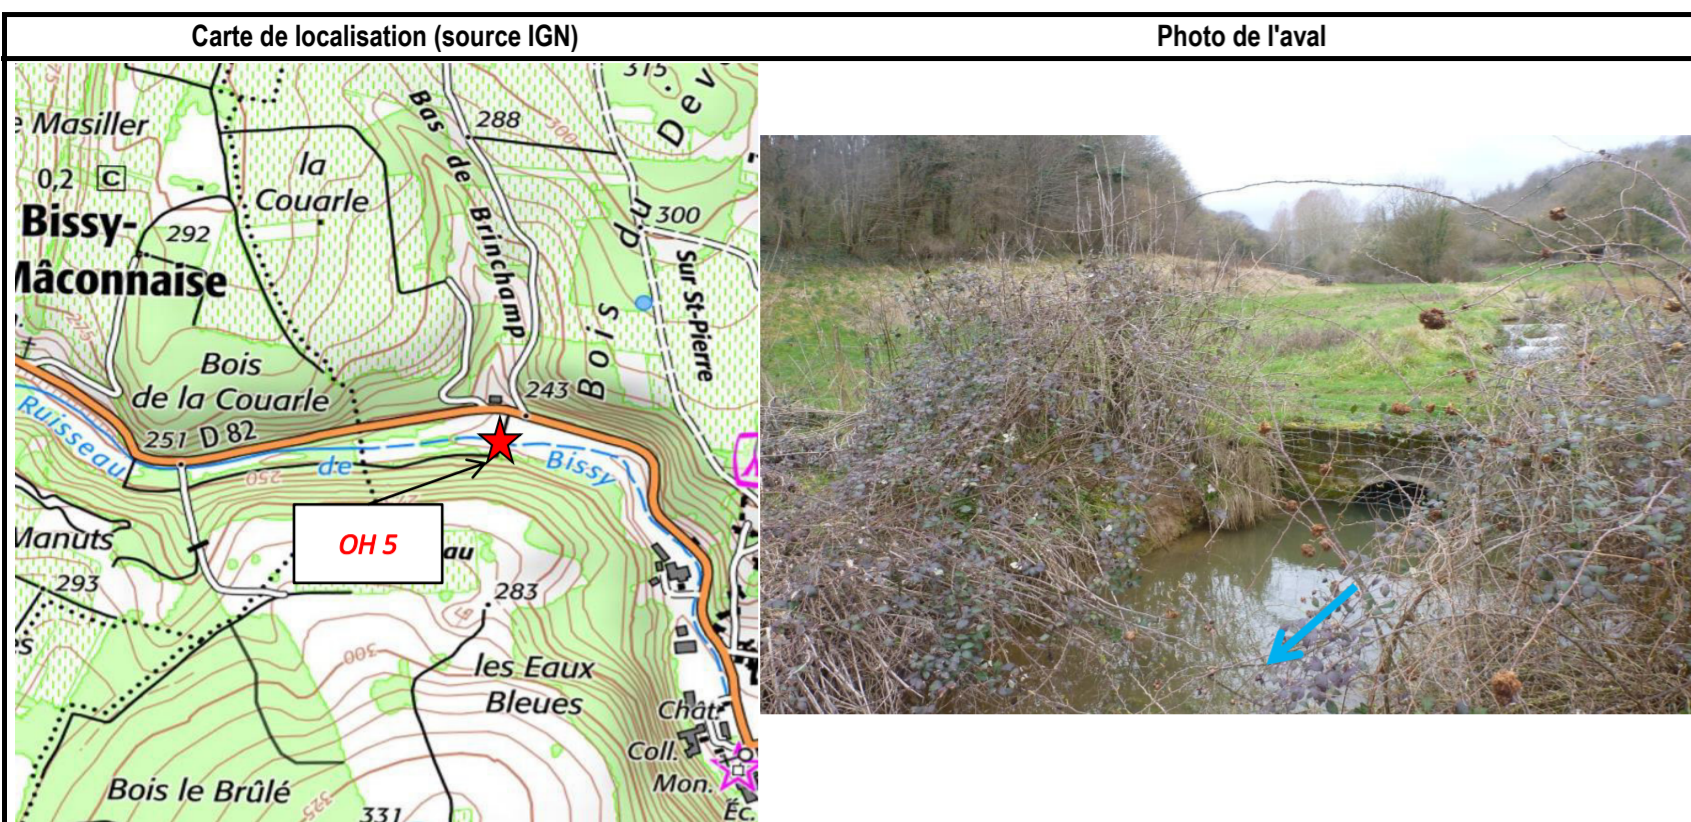 Carte de localisation (source IGN)
Photo de l'aval
315
Dev
Bas de Brinchamp
288
e Masiller
la
Couarle
0,2 C
Bissy-
Mâconnaise
292
300
du
300
Sur St-Pierre
275
Bois
Bois
de la Couarle
243
Ruisseau
251 D 82
de
Bissy
250
OH 5
au
Manuts
293
es
283
300
les Eaux
Bleues
Chât.
Coll.
Mon.
Éc.
Bois le Brûlé
325
331